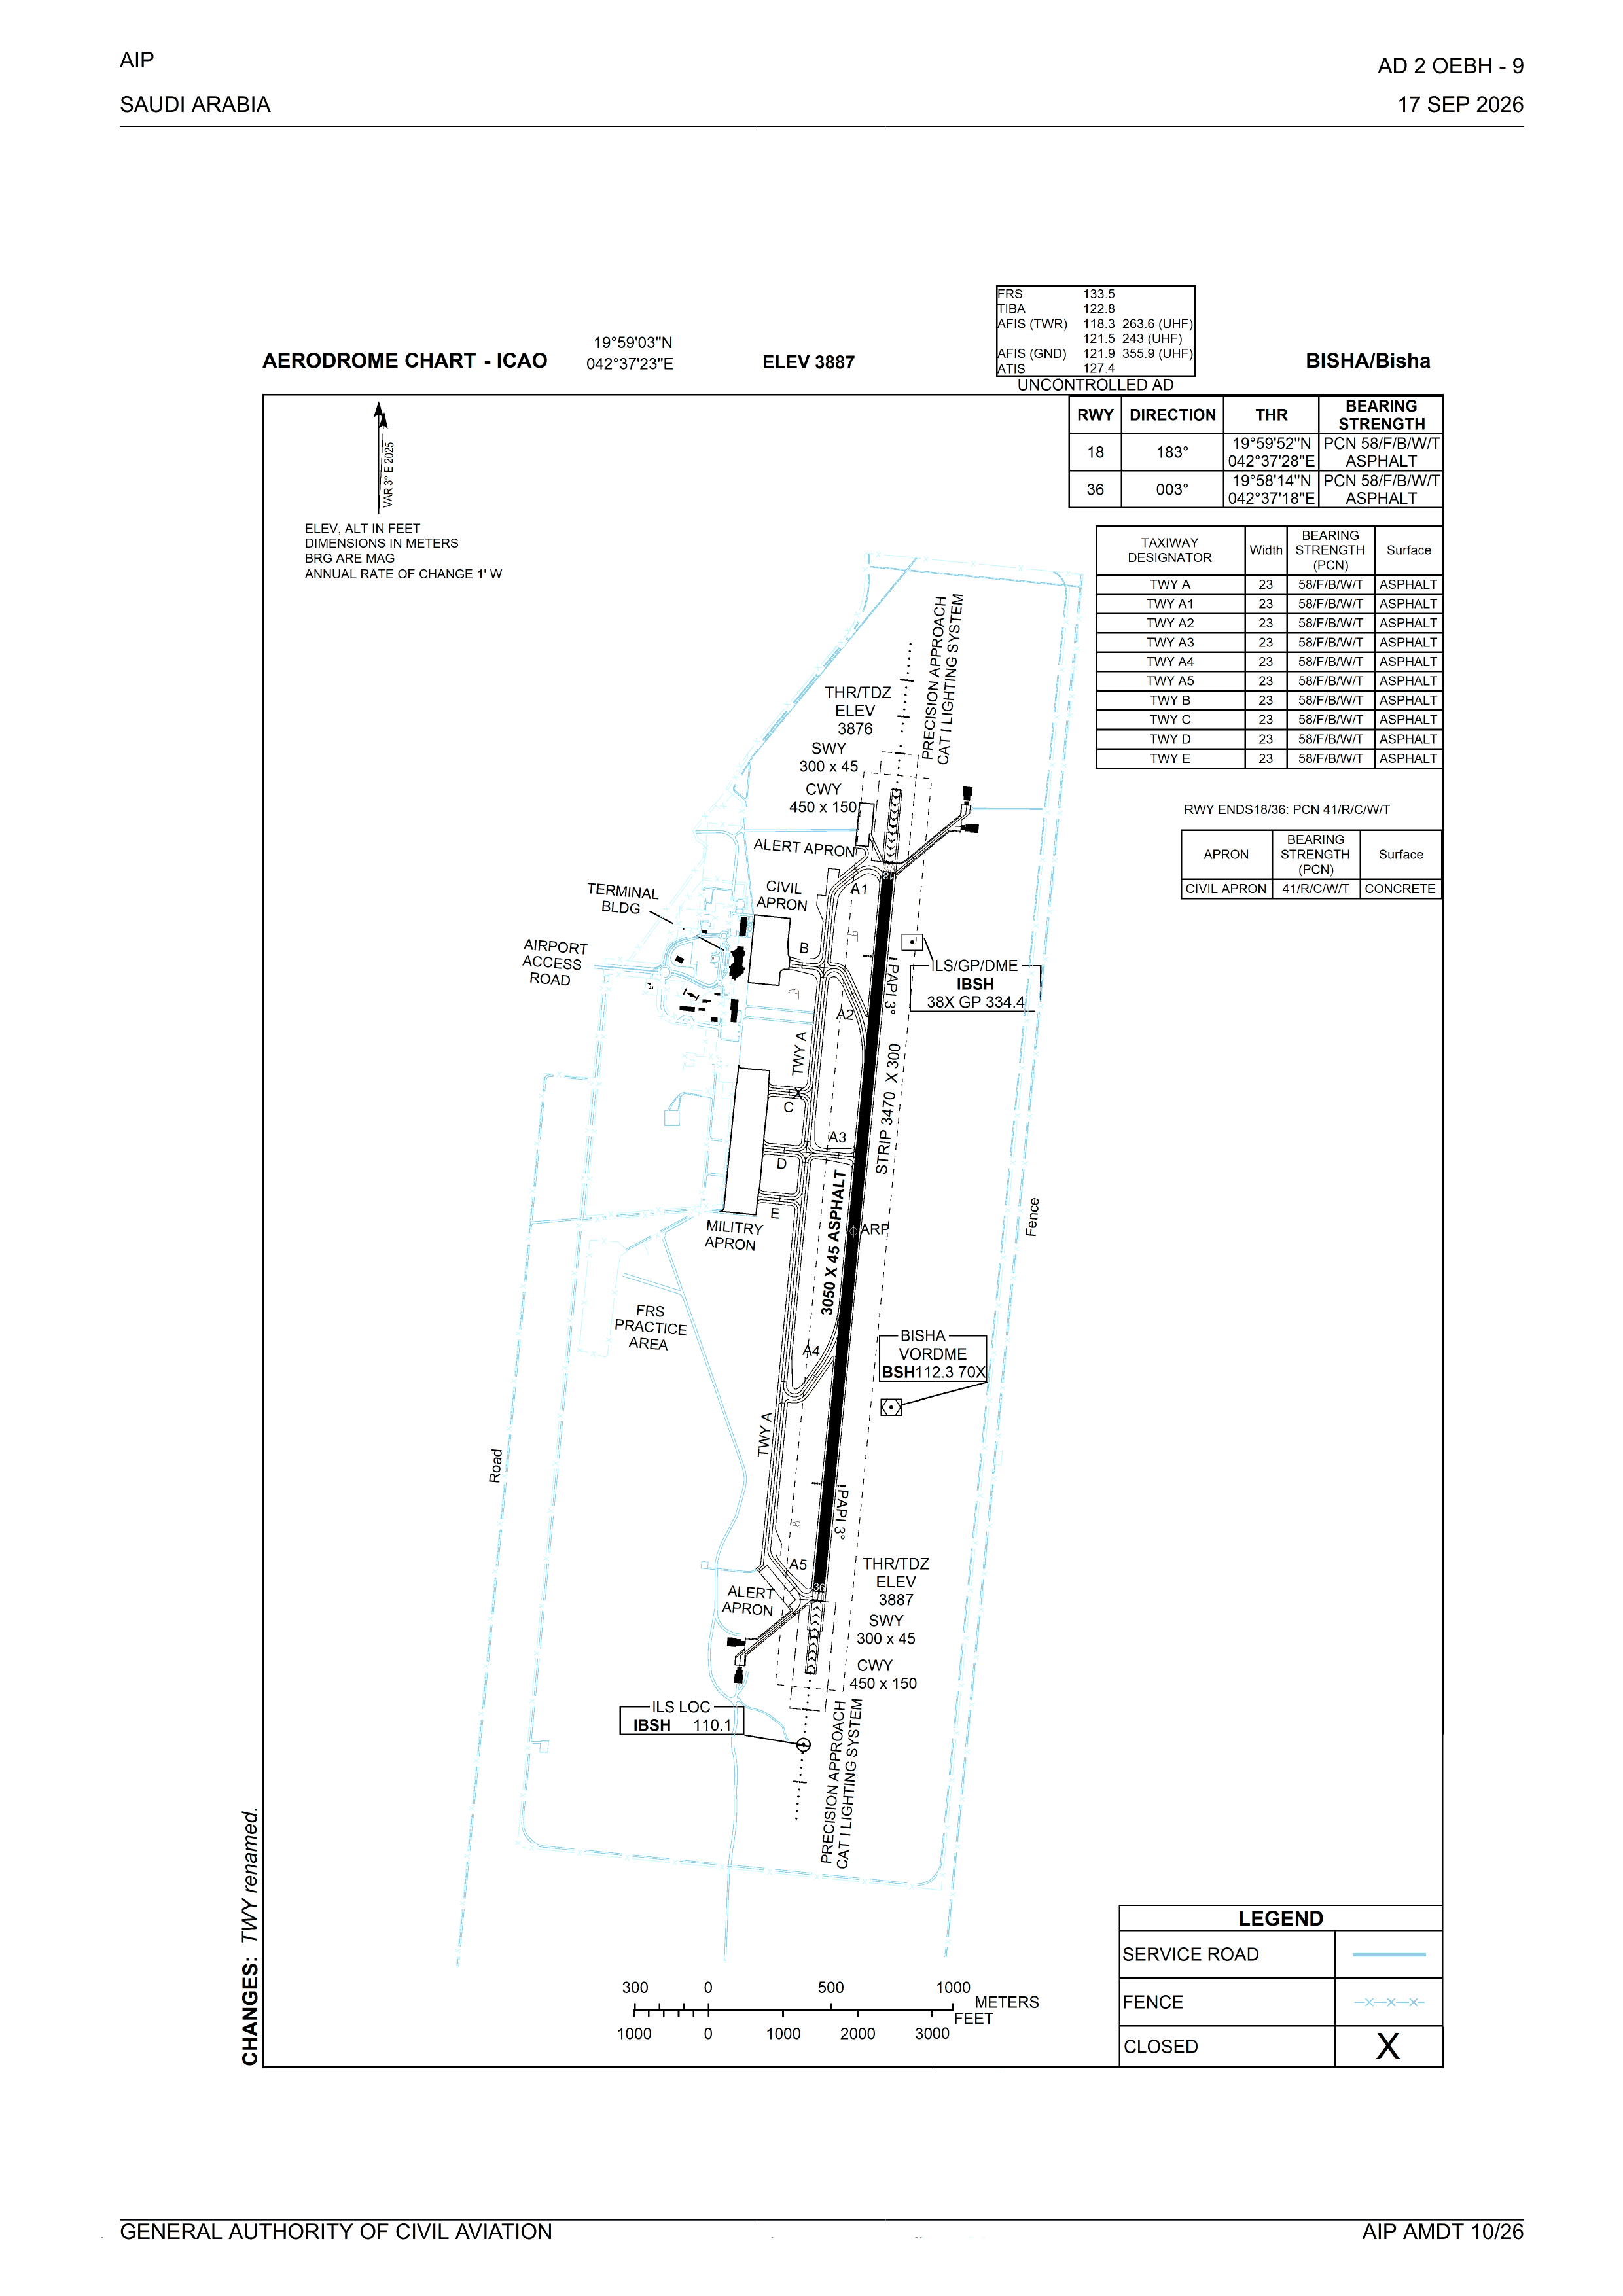 AIP
AD 2 OEBH - 9
SAUDI ARABIA
17 SEP 2026
FRS 133.5
TIBA 122.8
AFIS (TWR) 118.3 263.6 (UHF)
121.5 243 (UHF)
AFIS (GND) 121.9 355.9 (UHF)
ATIS 127.4
UNCONTROLLED AD
AERODROME CHART - ICAO
19°59'03"N
042°37'23"E
ELEV 3887
BISHA/Bisha
RWY DIRECTION THR BEARING STRENGTH
18 183° 19°59'52"N 042°37'28"E PCN 58/F/B/W/T ASPHALT
36 003° 19°58'14"N 042°37'18"E PCN 58/F/B/W/T ASPHALT
VAR 3° E 2025
ELEV, ALT IN FEET
DIMENSIONS IN METERS
BRG ARE MAG
ANNUAL RATE OF CHANGE 1' W
TAXIWAY DESIGNATOR Width BEARING STRENGTH (PCN) Surface
TWY A 23 58/F/B/W/T ASPHALT
TWY A1 23 58/F/B/W/T ASPHALT
TWY A2 23 58/F/B/W/T ASPHALT
TWY A3 23 58/F/B/W/T ASPHALT
TWY A4 23 58/F/B/W/T ASPHALT
TWY A5 23 58/F/B/W/T ASPHALT
TWY B 23 58/F/B/W/T ASPHALT
TWY C 23 58/F/B/W/T ASPHALT
TWY D 23 58/F/B/W/T ASPHALT
TWY E 23 58/F/B/W/T ASPHALT
RWY ENDS18/36: PCN 41/R/C/W/T
APRON BEARING STRENGTH (PCN) Surface
CIVIL APRON 41/R/C/W/T CONCRETE
PRECISION APPROACH
CAT I LIGHTING SYSTEM
THR/TDZ
ELEV
3876
SWY
300 x 45
CWY
450 x 150
ALERT APRON
18
A1
CIVIL
APRON
TERMINAL
BLDG
AIRPORT
ACCESS
ROAD
B
PAPI 3°
ILS/GP/DME
IBSH
38X GP 334.4
A2
TWY A
STRIP 3470 X 300
X
C
A3
D
E
MILITRY
APRON
3050 X 45 ASPHALT
ARP
Fence
FRS
PRACTICE
AREA
A4
BISHA
VORDME
BSH112.3 70X
TWY A
Road
PAPI 3°
A5
36
THR/TDZ
ELEV
3887
SWY
300 x 45
CWY
450 x 150
ALERT
APRON
ILS LOC
IBSH 110.1
PRECISION APPROACH
CAT I LIGHTING SYSTEM
CHANGES: TWY renamed.
300 0 500 1000 METERS
FEET
1000 0 1000 2000 3000
LEGEND
SERVICE ROAD
FENCE
CLOSED X
GENERAL AUTHORITY OF CIVIL AVIATION
AIP AMDT 10/26